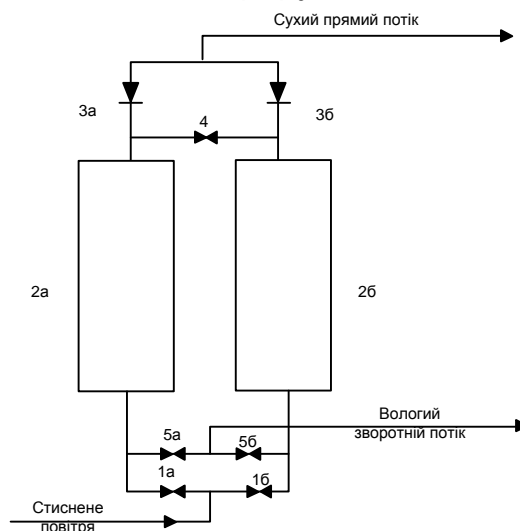 Сухий прямий потік
3а
3б
4
2а
2б
Вологий
зворотній потік
5а
5б
1а
1б
Стиснене
повітря